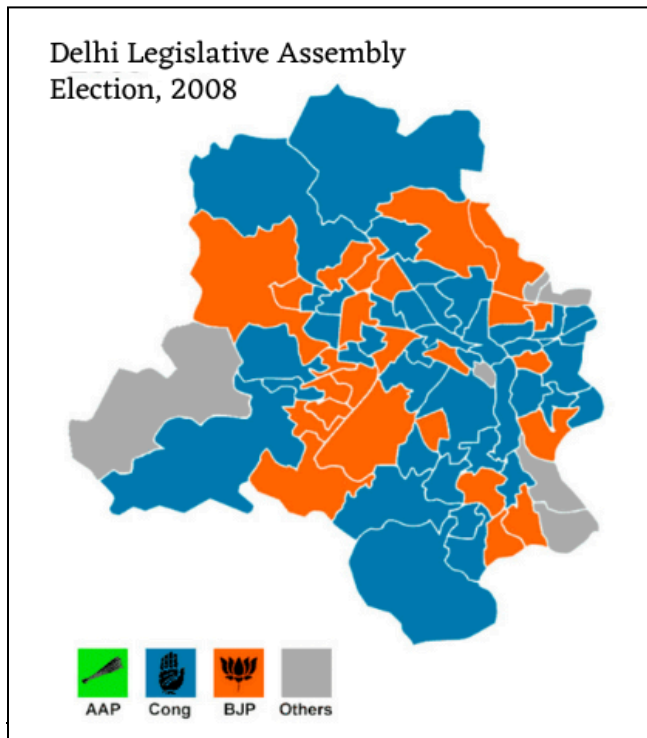 Delhi Legislative Assembly
Election, 2008
AAP Cong BJP Others